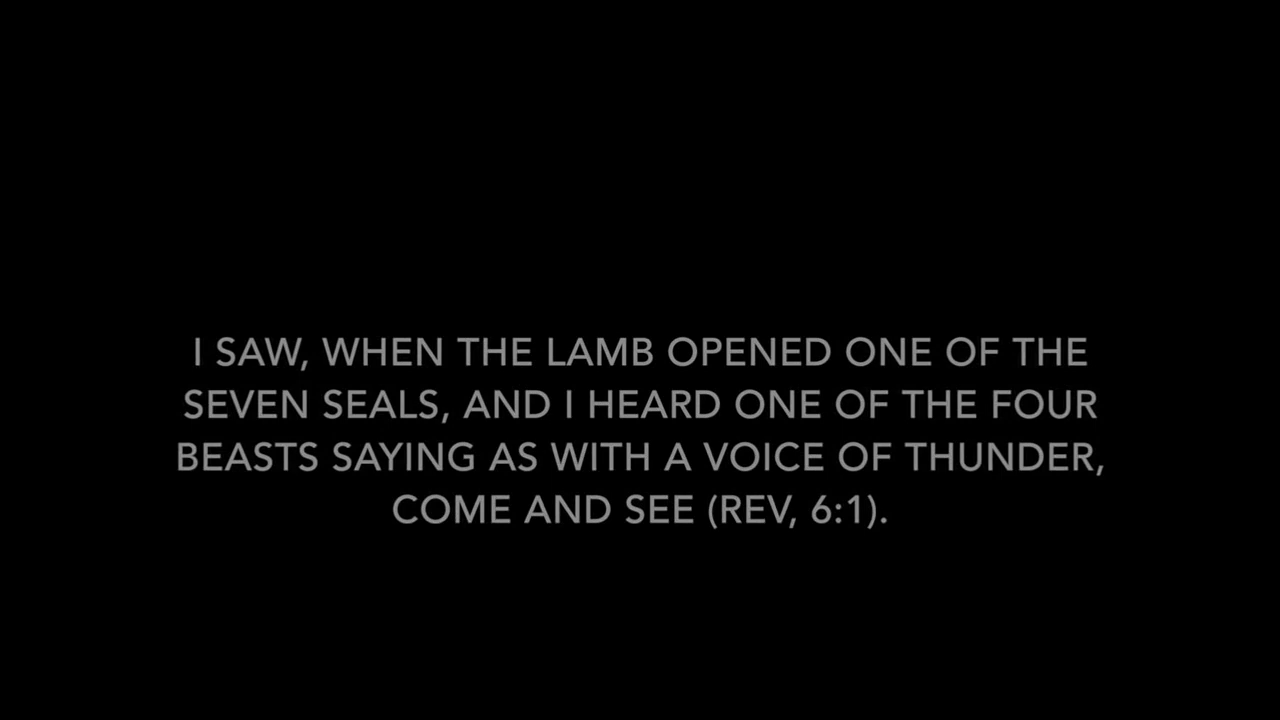 I SAW, WHEN THE LAMB OPENED ONE OF THE
SEVEN SEALS, AND I HEARD ONE OF THE FOUR
BEASTS SAYING AS WITH A VOICE OF THUNDER,
COME AND SEE (REV, 6:1).